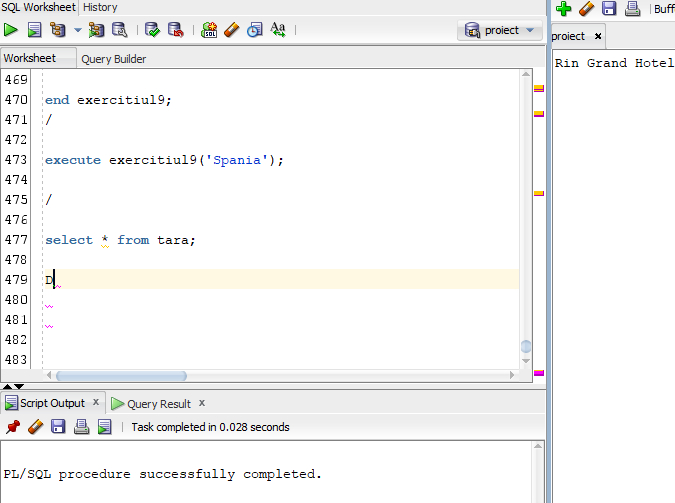 SQL Worksheet History
Buff
proiect
proiect x
Worksheet Query Builder
Rin Grand Hotel
469
470 end exercitiul9;
471 /
472
473 execute exercitiul9('Spania');
474
475 /
476
477 select * from tara;
478
479 D
480
481
482
483
Script Output x Query Result x
Task completed in 0.028 seconds
PL/SQL procedure successfully completed.